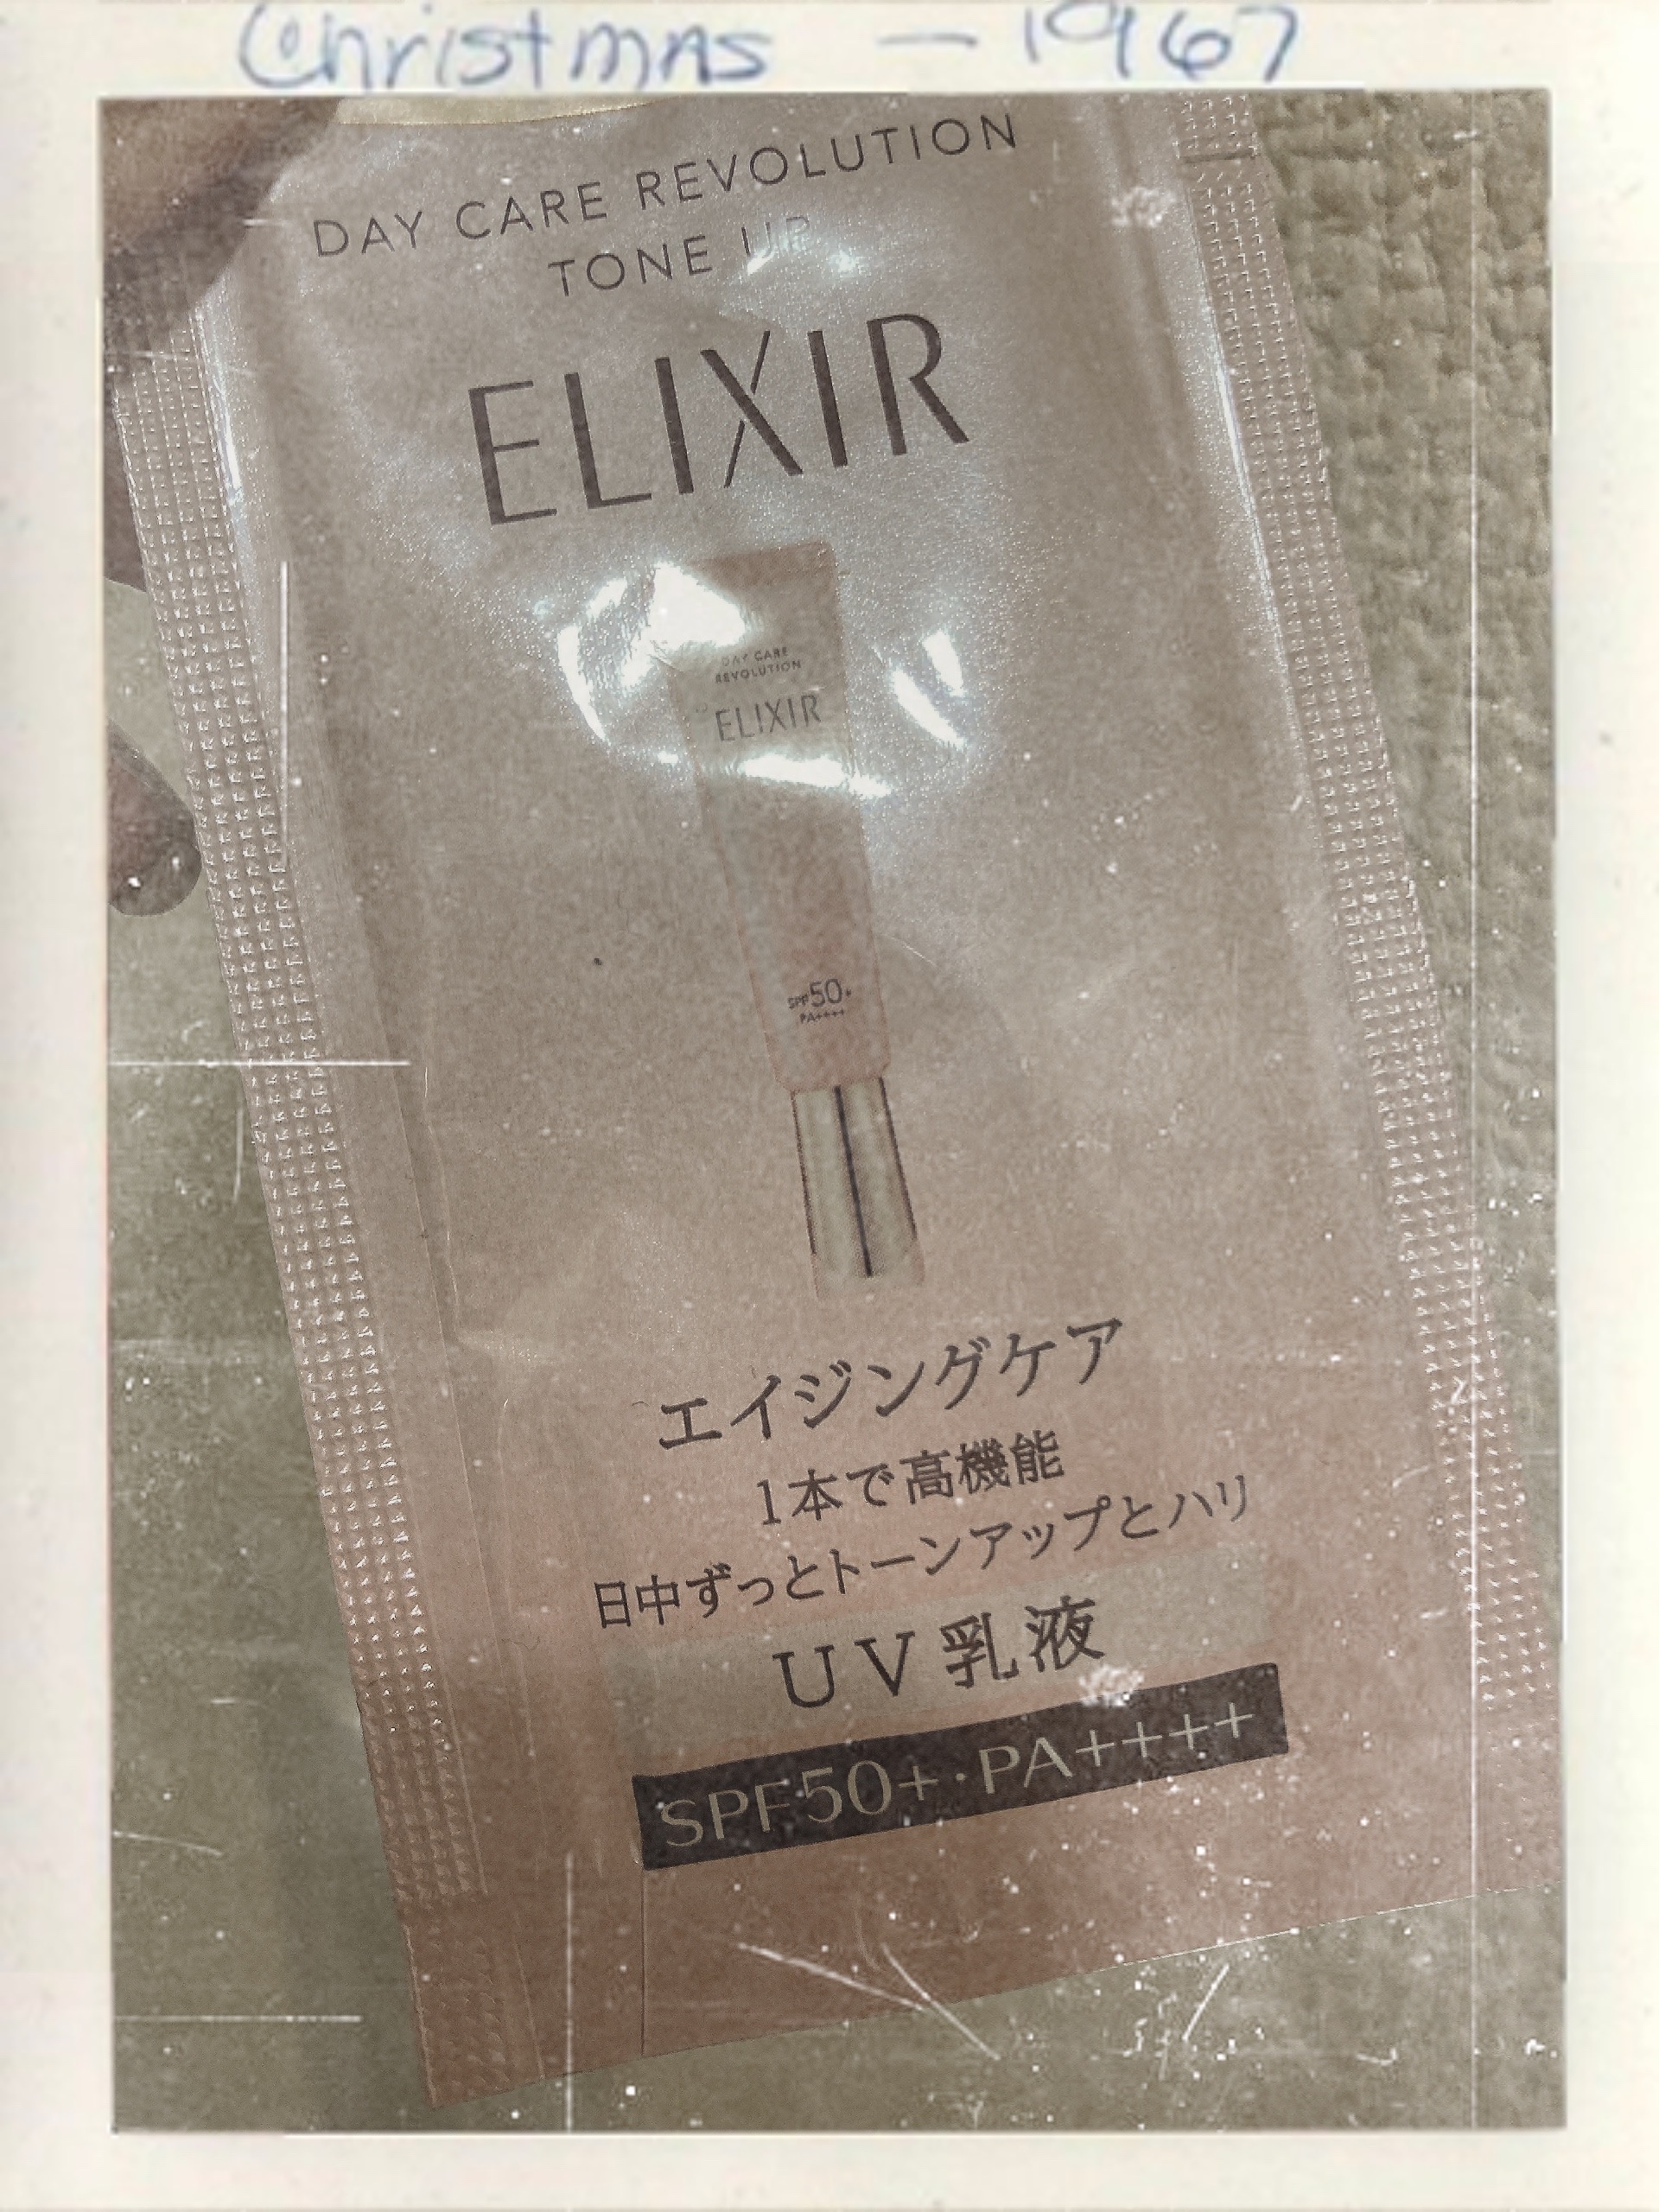 Christmas — 1967
DAY CARE REVOLUTION
TONE UP
ELIXIR
DAY CARE
REVOLUTION
ELIXIR
SPF50+
PA++++
エイジングケア
1本で高機能
日中ずっとトーンアップとハリ
UV乳液
SPF50+・PA++++